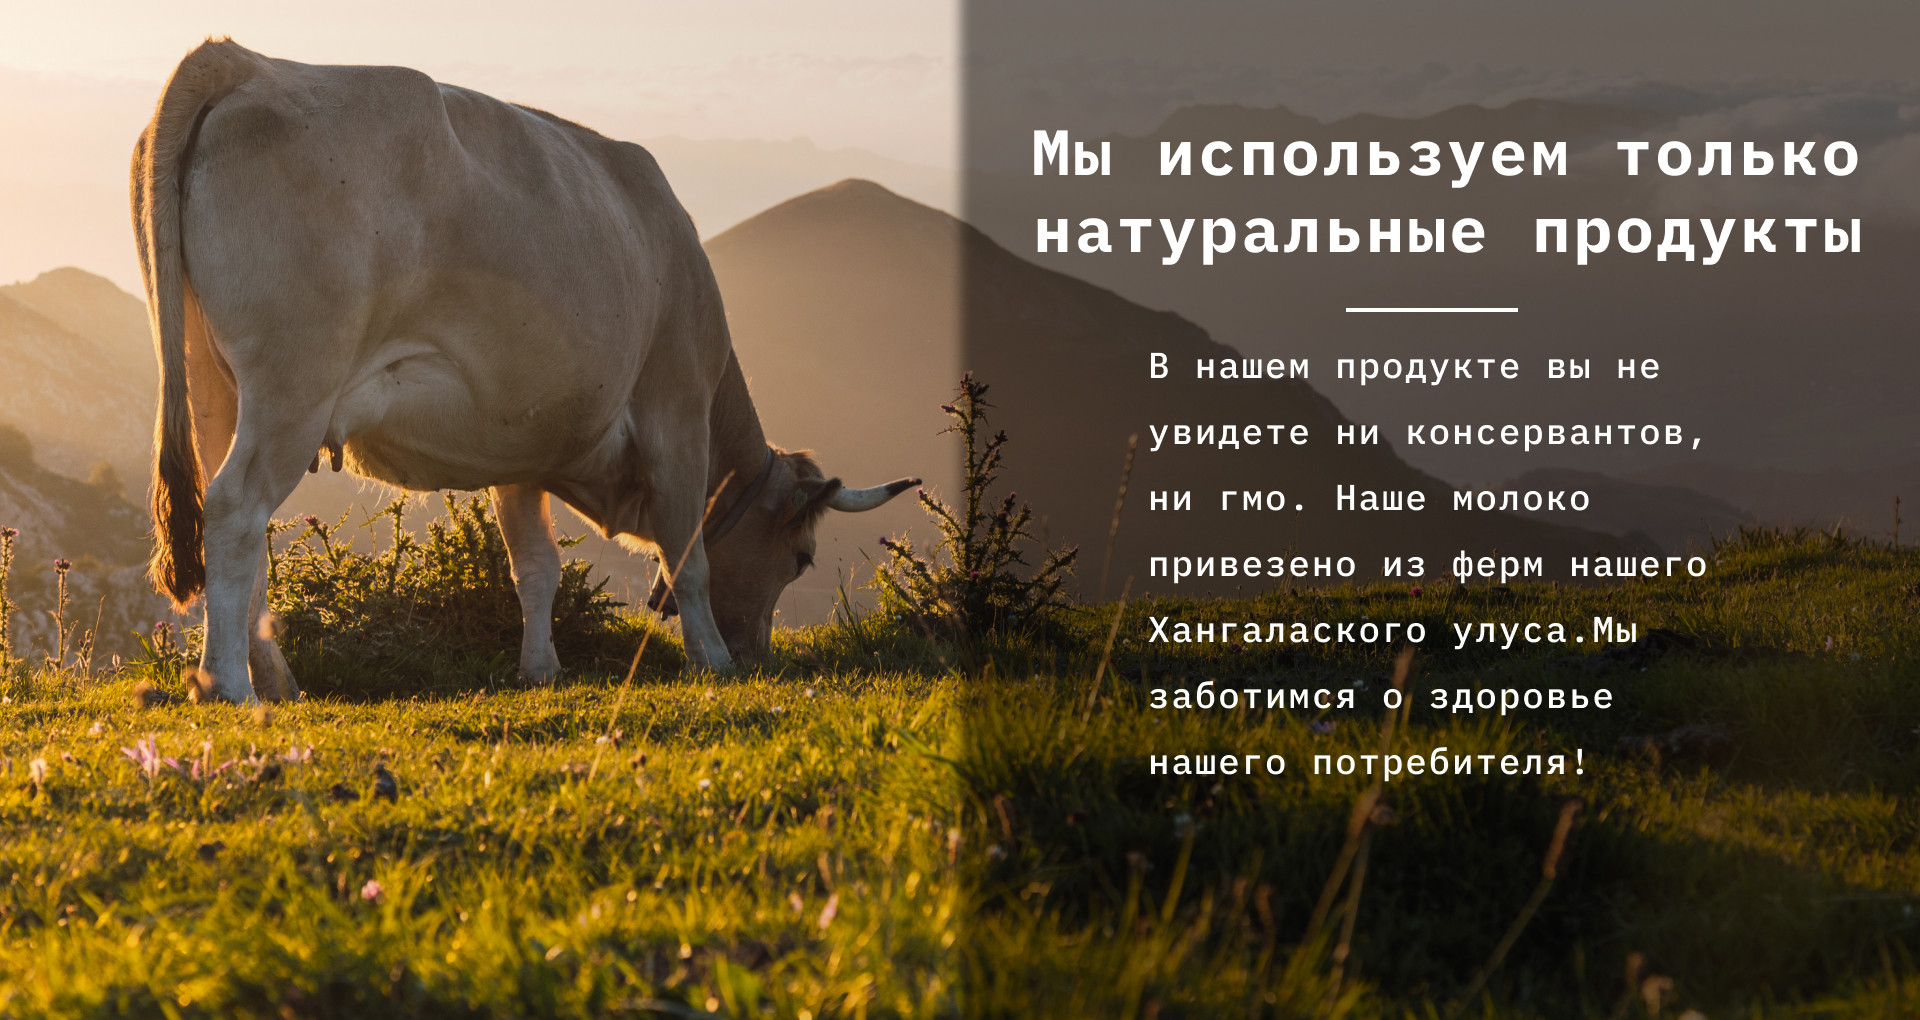 Мы используем только
натуральные продукты
В нашем продукте вы не
увидете ни консервантов,
ни гмо. Наше молоко
привезено из ферм нашего
Хангалаского улуса.Мы
заботимся о здоровье
нашего потребителя!